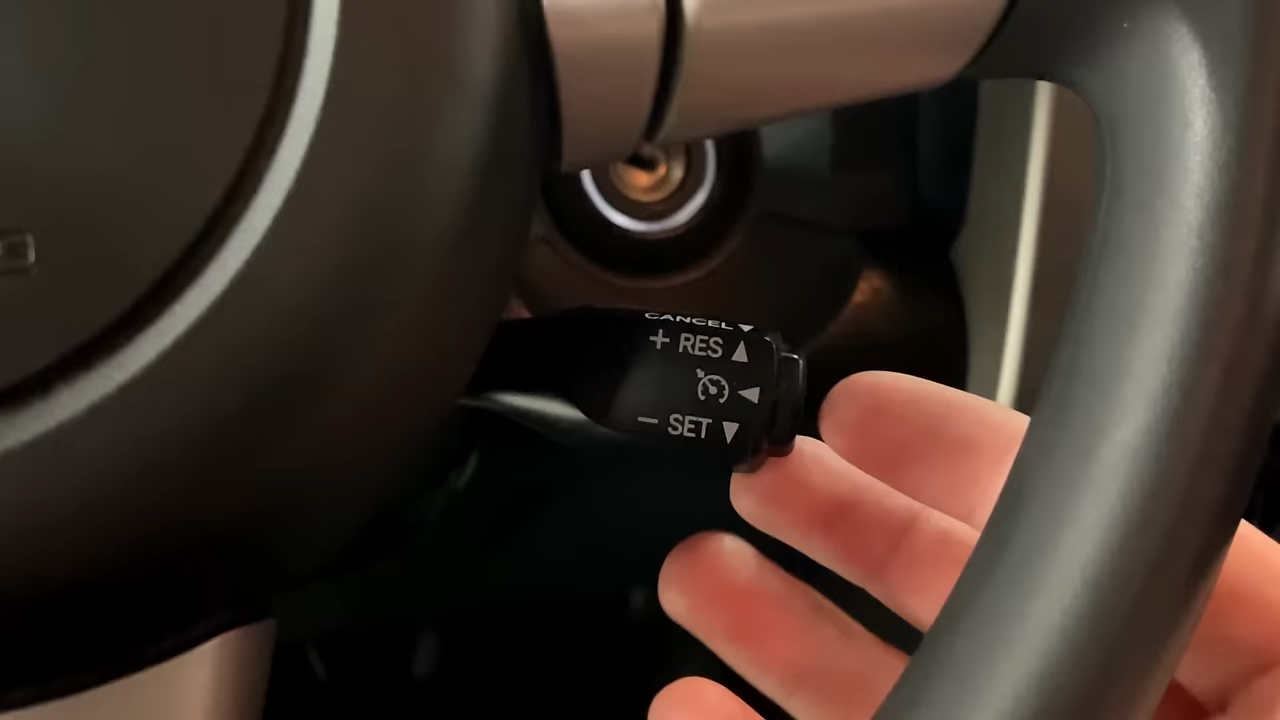 CANCEL ▼
+ RES ▲
◀
− SET ▼